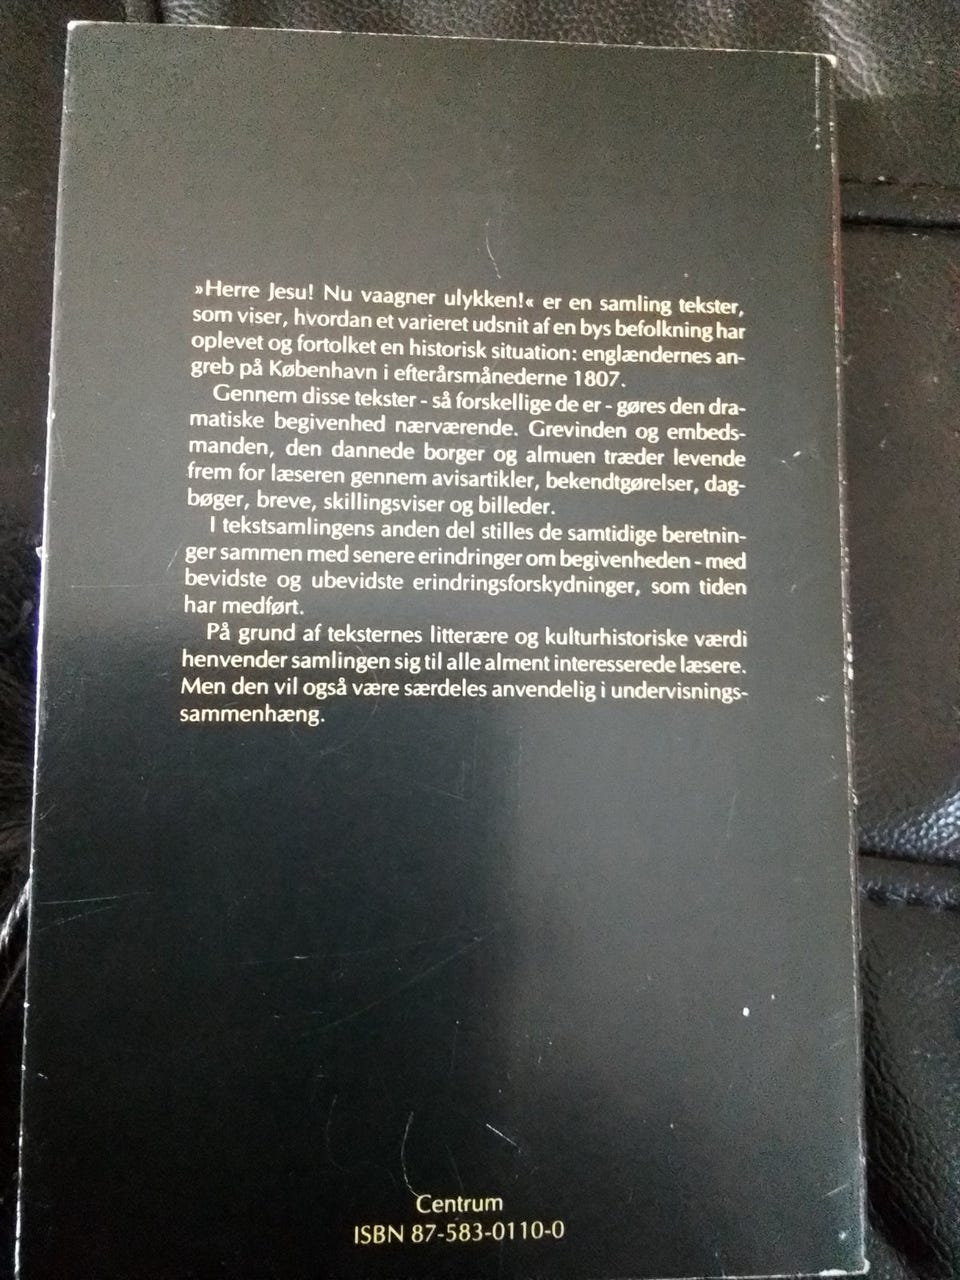 »Herre Jesu! Nu vaagner ulykken!« er en samling tekster,
som viser, hvordan et varieret udsnit af en bys befolkning har
oplevet og fortolket en historisk situation: englændernes an-
greb på København i efterårsmånederne 1807.
Gennem disse tekster - så forskellige de er - gøres den dra-
matiske begivenhed nærværende. Grevinden og embeds-
manden, den dannede borger og almuen træder levende
frem for læseren gennem avisartikler, bekendtgørelser, dag-
bøger, breve, skillingsviser og billeder.
I tekstsamlingens anden del stilles de samtidige beretnin-
ger sammen med senere erindringer om begivenheden - med
bevidste og ubevidste erindringsforskydninger, som tiden
har medført.
På grund af teksternes litterære og kulturhistoriske værdi
henvender samlingen sig til alle alment interesserede læsere.
Men den vil også være særdeles anvendelig i undervisnings-
sammenhæng.
Centrum
ISBN 87-583-0110-0